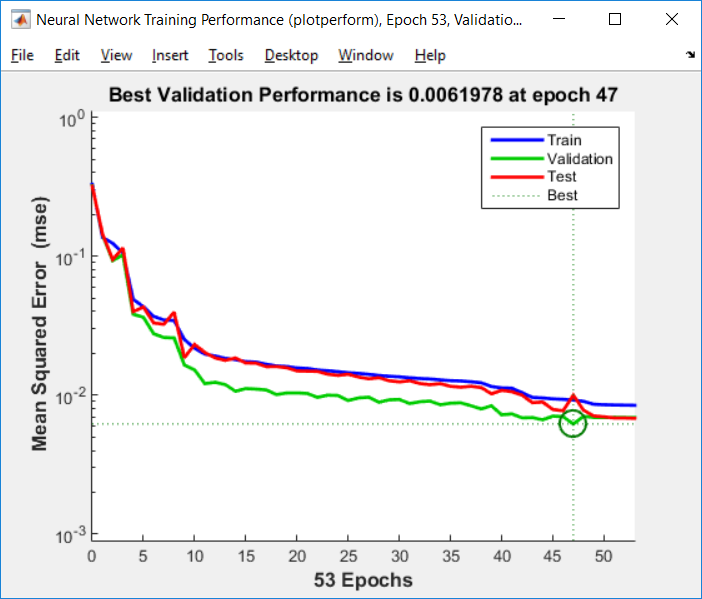 Neural Network Training Performance (plotperform), Epoch 53, Validatio...
File Edit View Insert Tools Desktop Window Help
Best Validation Performance is 0.0061978 at epoch 47
10^0
10^-1
10^-2
10^-3
Mean Squared Error (mse)
Train
Validation
Test
Best
0 5 10 15 20 25 30 35 40 45 50
53 Epochs